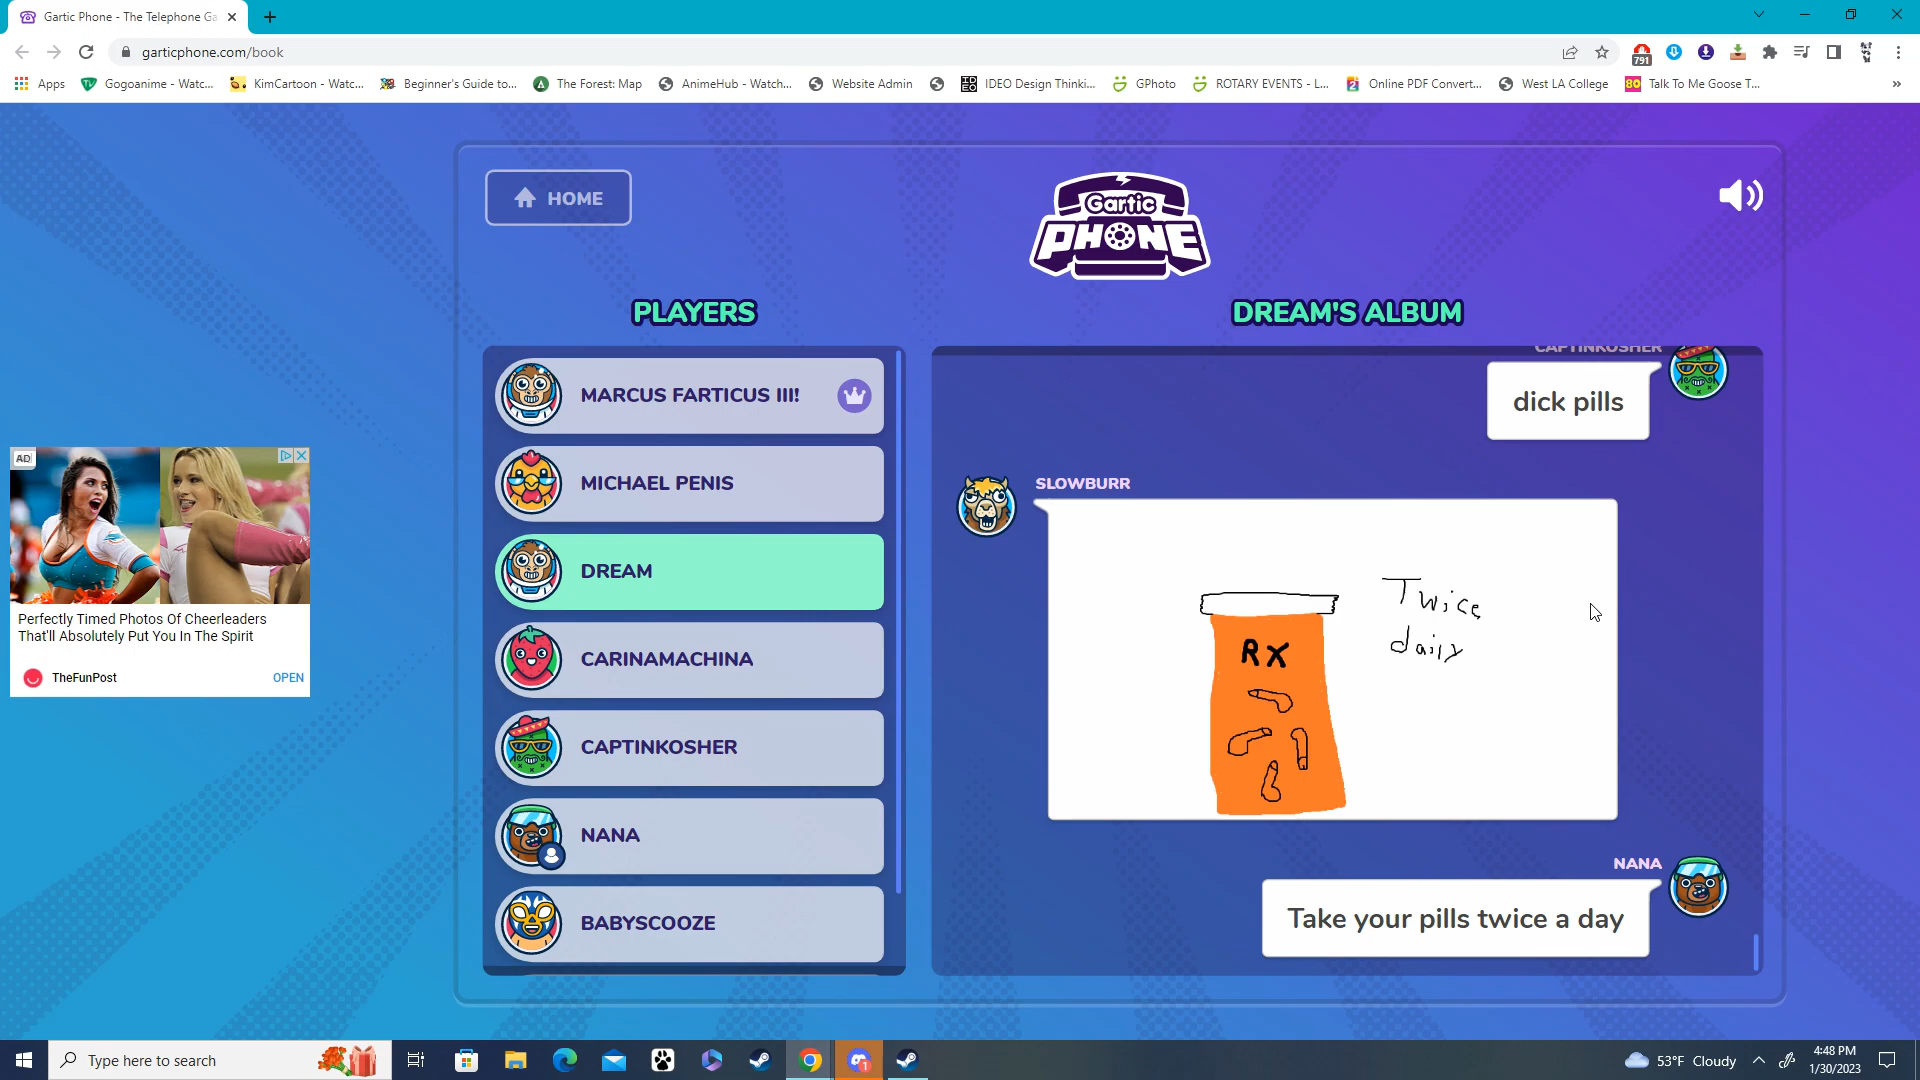 Gartic Phone - The Telephone Ga
garticphone.com/book
791
Apps
Gogoanime - Watc...
KimCartoon - Watc...
Beginner's Guide to...
The Forest: Map
AnimeHub - Watch...
Website Admin
IDEO Design Thinki...
GPhoto
ROTARY EVENTS - L...
Online PDF Convert...
West LA College
80
Talk To Me Goose T...
»
HOME
Gartic
PHONE
PLAYERS
DREAM'S ALBUM
MARCUS FARTICUS III!
MICHAEL PENIS
DREAM
CARINAMACHINA
CAPTINKOSHER
NANA
BABYSCOOZE
CAPTINKOSHER
dick pills
SLOWBURR
Twice
daily
RX
NANA
Take your pills twice a day
AD
Perfectly Timed Photos Of Cheerleaders
That'll Absolutely Put You In The Spirit
TheFunPost
OPEN
Type here to search
1
53°F Cloudy
4:48 PM
1/30/2023